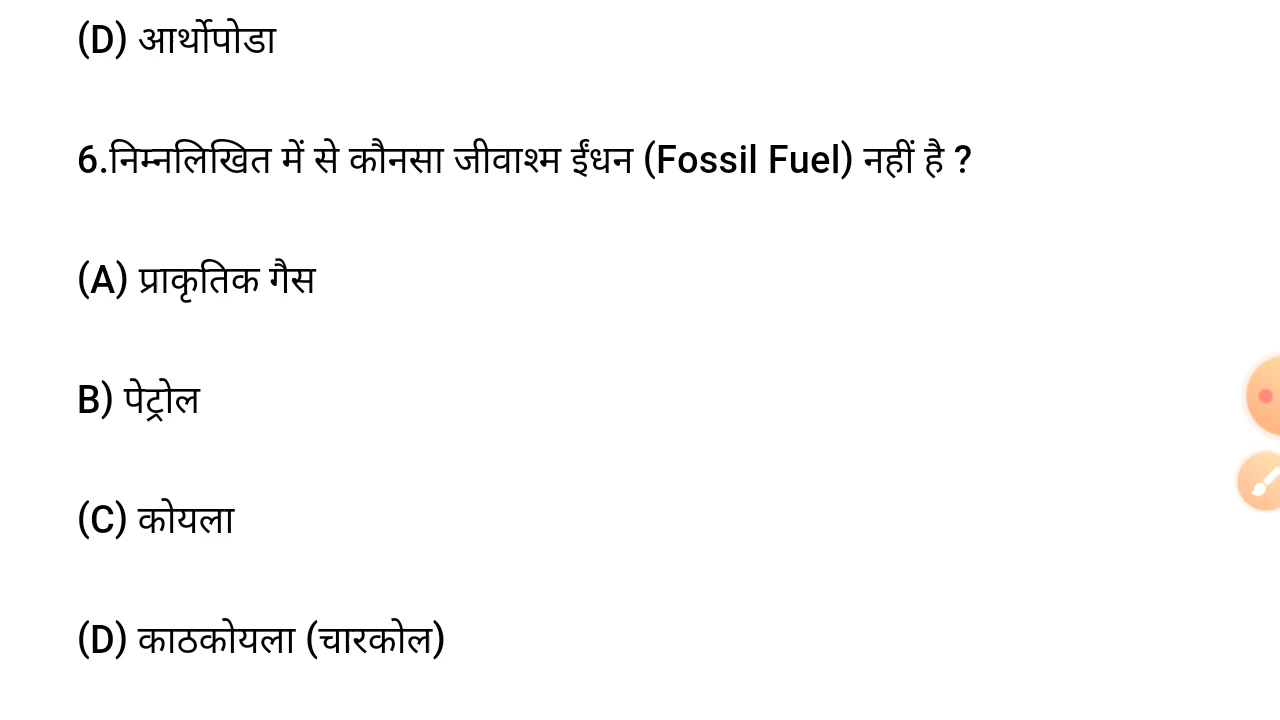 (D) आर्थोपोडा
6.निम्नलिखित में से कौनसा जीवाश्म ईंधन (Fossil Fuel) नहीं है ?
(A) प्राकृतिक गैस
B) पेट्रोल
(C) कोयला
(D) काठकोयला (चारकोल)